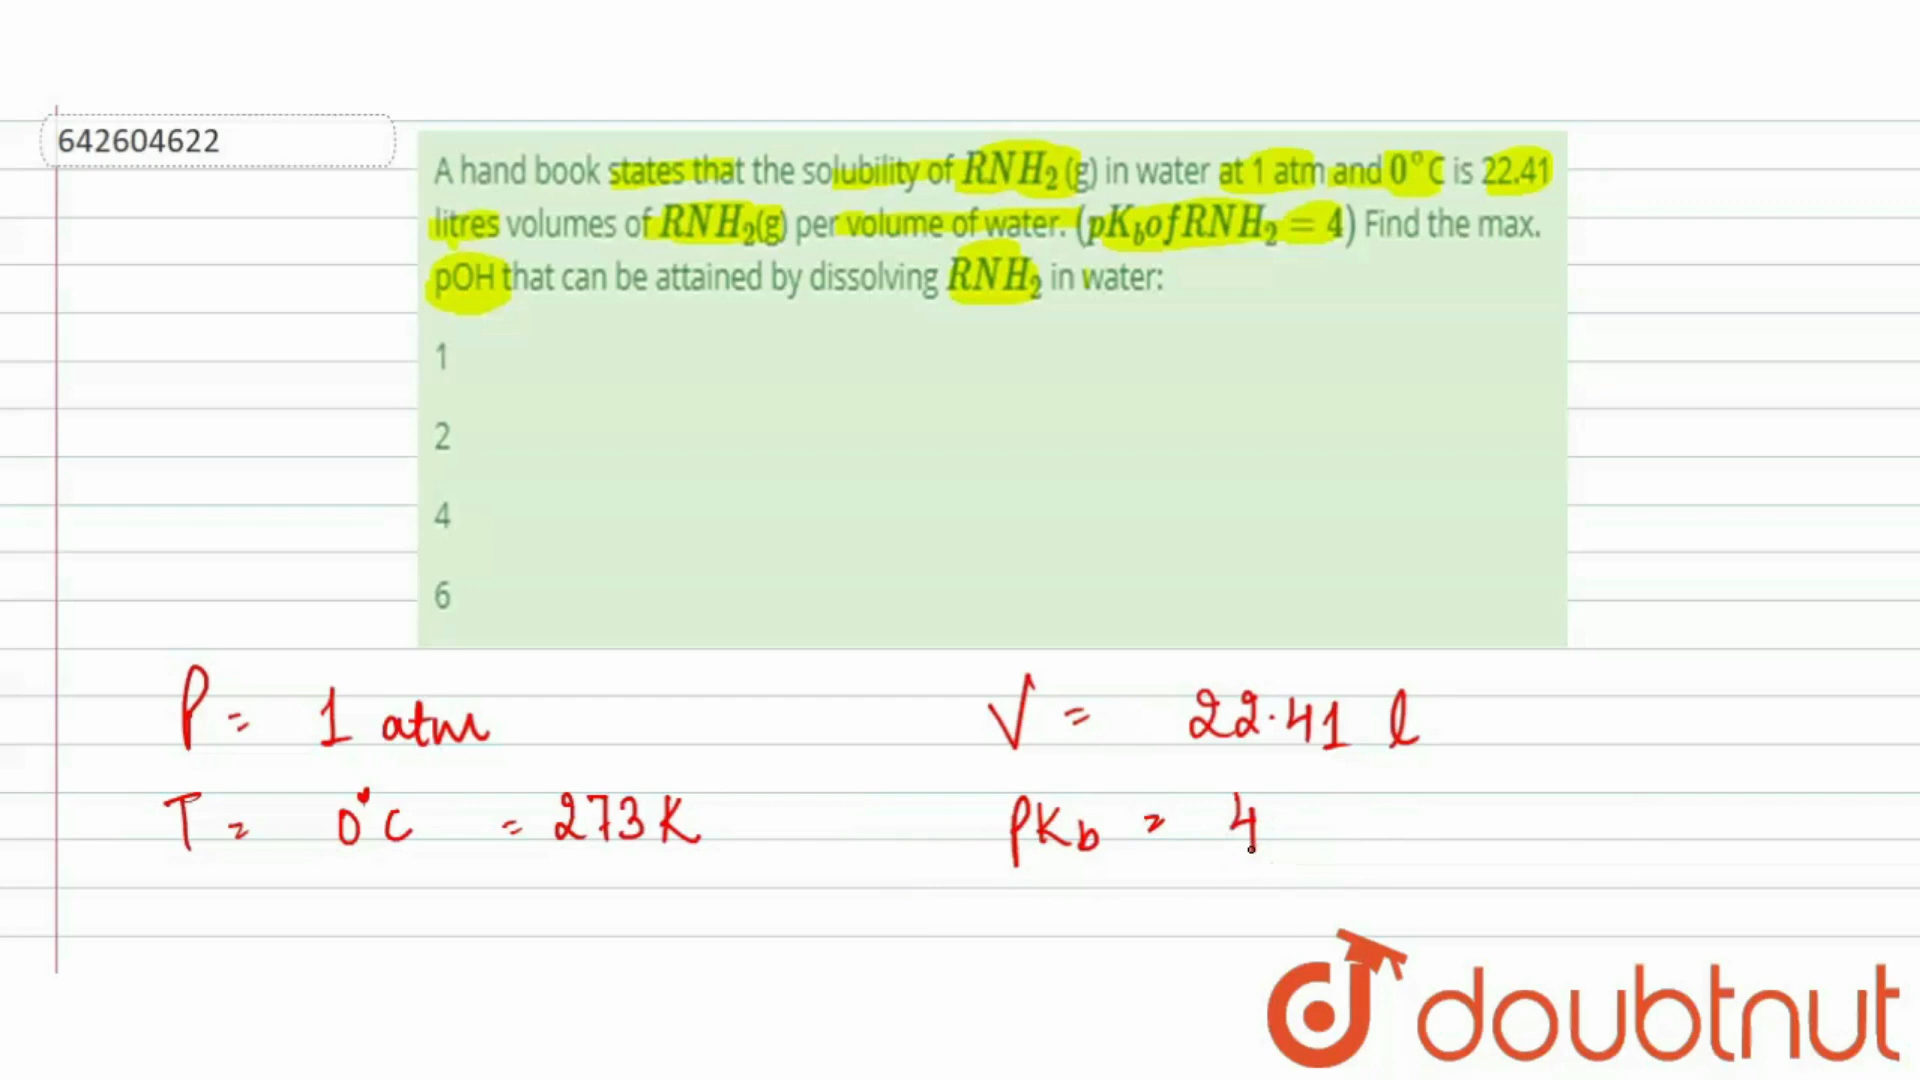 642604622
A hand book states that the solubility of RNH₂ (g) in water at 1 atm and 0°C is 22.41
litres volumes of RNH₂(g) per volume of water. (pK_b of RNH₂ = 4) Find the max.
pOH that can be attained by dissolving RNH₂ in water:
1
2
4
6
P = 1 atm
V = 22.41 l
T = 0°C = 273 K
pK_b = 4
doubtnut